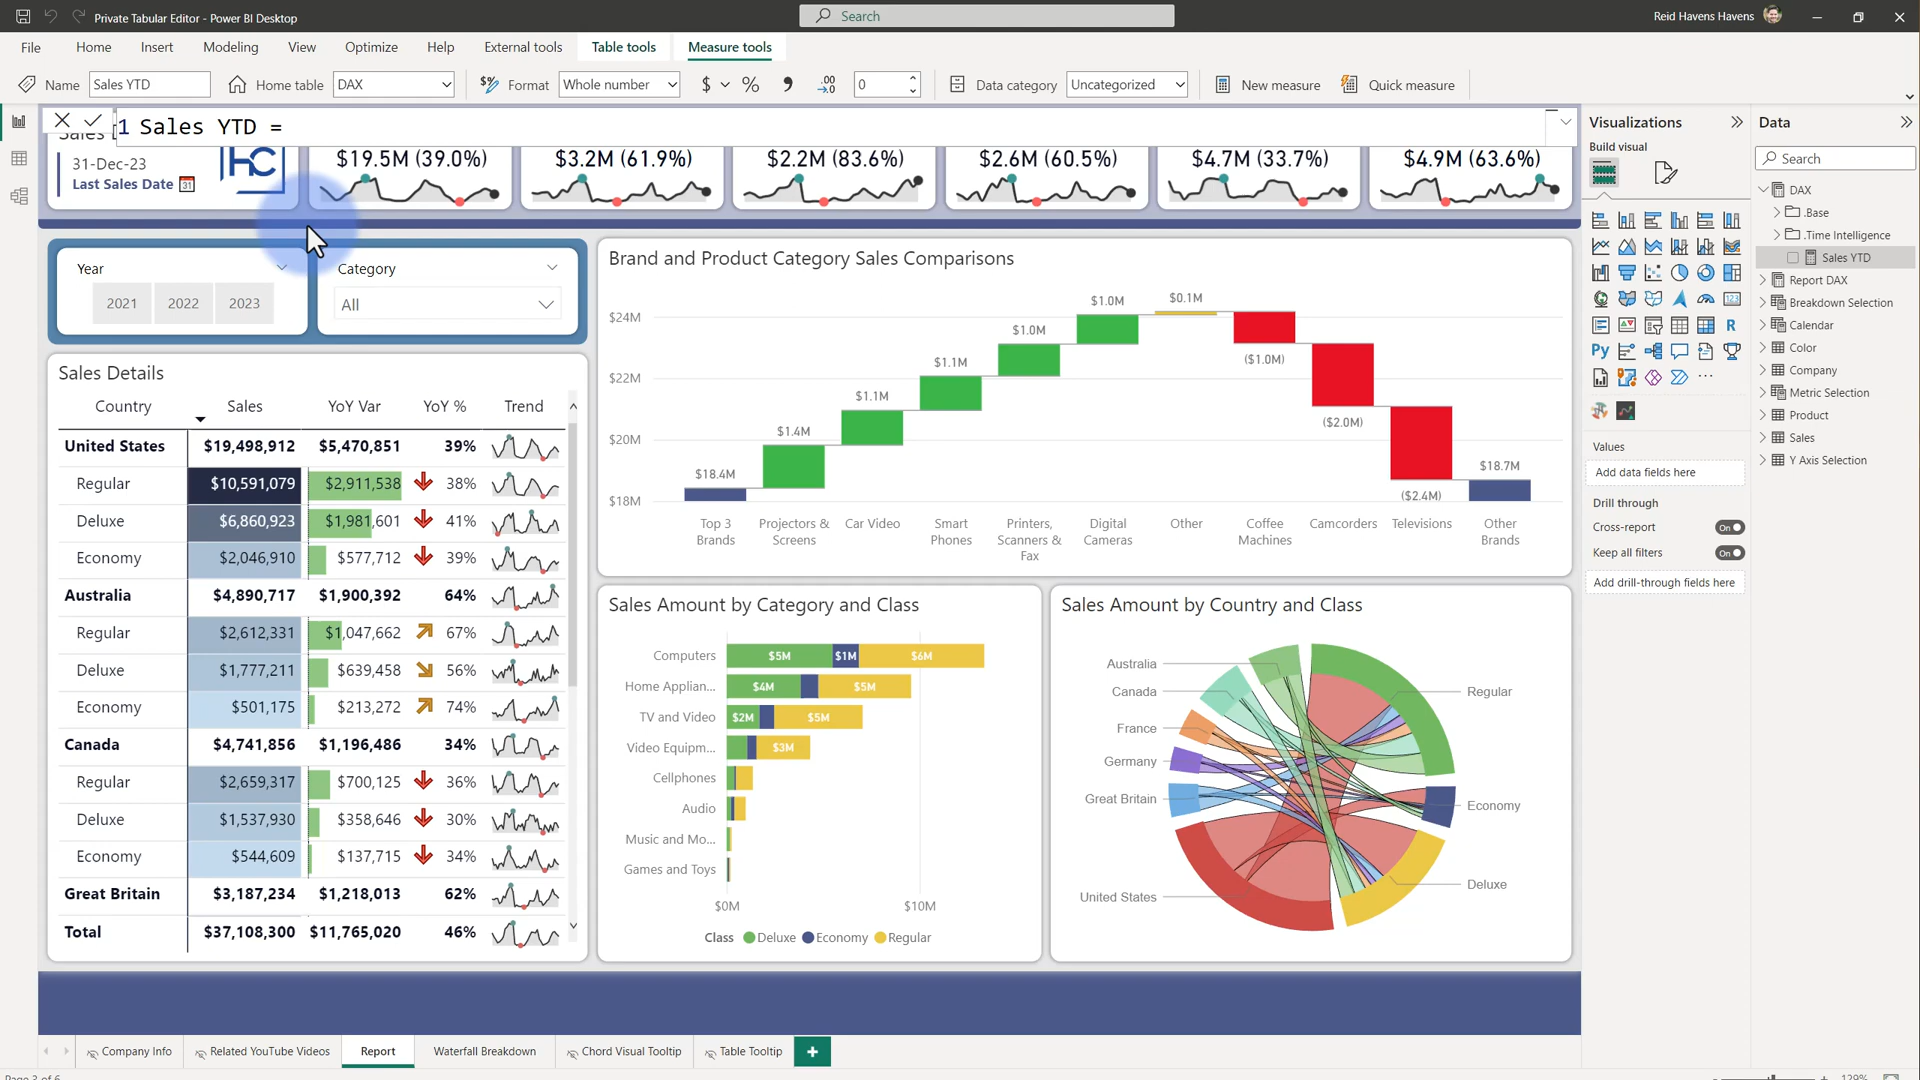 Private Tabular Editor - Power BI Desktop
Search
Reid Havens Havens
File Home Insert Modeling View Optimize Help External tools Table tools Measure tools
Name Sales YTD Home table DAX Format Whole number $ % 0 Data category Uncategorized New measure Quick measure
1 Sales YTD =
31-Dec-23
Last Sales Date
$19.5M (39.0%) $3.2M (61.9%) $2.2M (83.6%) $2.6M (60.5%) $4.7M (33.7%) $4.9M (63.6%)
Year
2021 2022 2023
Category
All
Sales Details
Country Sales YoY Var YoY % Trend
United States $19,498,912 $5,470,851 39%
Regular $10,591,079 $2,911,538 38%
Deluxe $6,860,923 $1,981,601 41%
Economy $2,046,910 $577,712 39%
Australia $4,890,717 $1,900,392 64%
Regular $2,612,331 $1,047,662 67%
Deluxe $1,777,211 $639,458 56%
Economy $501,175 $213,272 74%
Canada $4,741,856 $1,196,486 34%
Regular $2,659,317 $700,125 36%
Deluxe $1,537,930 $358,646 30%
Economy $544,609 $137,715 34%
Great Britain $3,187,234 $1,218,013 62%
Total $37,108,300 $11,765,020 46%
Brand and Product Category Sales Comparisons
$24M
$22M
$20M
$18M
$18.4M
$1.4M
$1.1M
$1.1M
$1.0M
$1.0M
$0.1M
($1.0M)
($2.0M)
($2.4M)
$18.7M
Top 3 Brands
Projectors & Screens
Car Video
Smart Phones
Printers, Scanners & Fax
Digital Cameras
Other
Coffee Machines
Camcorders
Televisions
Other Brands
Sales Amount by Category and Class
Computers $5M $1M $6M
Home Applian... $4M $5M
TV and Video $2M $5M
Video Equipm... $3M
Cellphones
Audio
Music and Mo...
Games and Toys
$0M $10M
Class Deluxe Economy Regular
Sales Amount by Country and Class
Australia
Canada
France
Germany
Great Britain
United States
Regular
Economy
Deluxe
Visualizations
Build visual
R
Py
Values
Add data fields here
Drill through
Cross-report On
Keep all filters On
Add drill-through fields here
Data
Search
DAX
.Base
.Time Intelligence
Sales YTD
Report DAX
Breakdown Selection
Calendar
Color
Company
Metric Selection
Product
Sales
Y Axis Selection
Company Info Related YouTube Videos Report Waterfall Breakdown Chord Visual Tooltip Table Tooltip